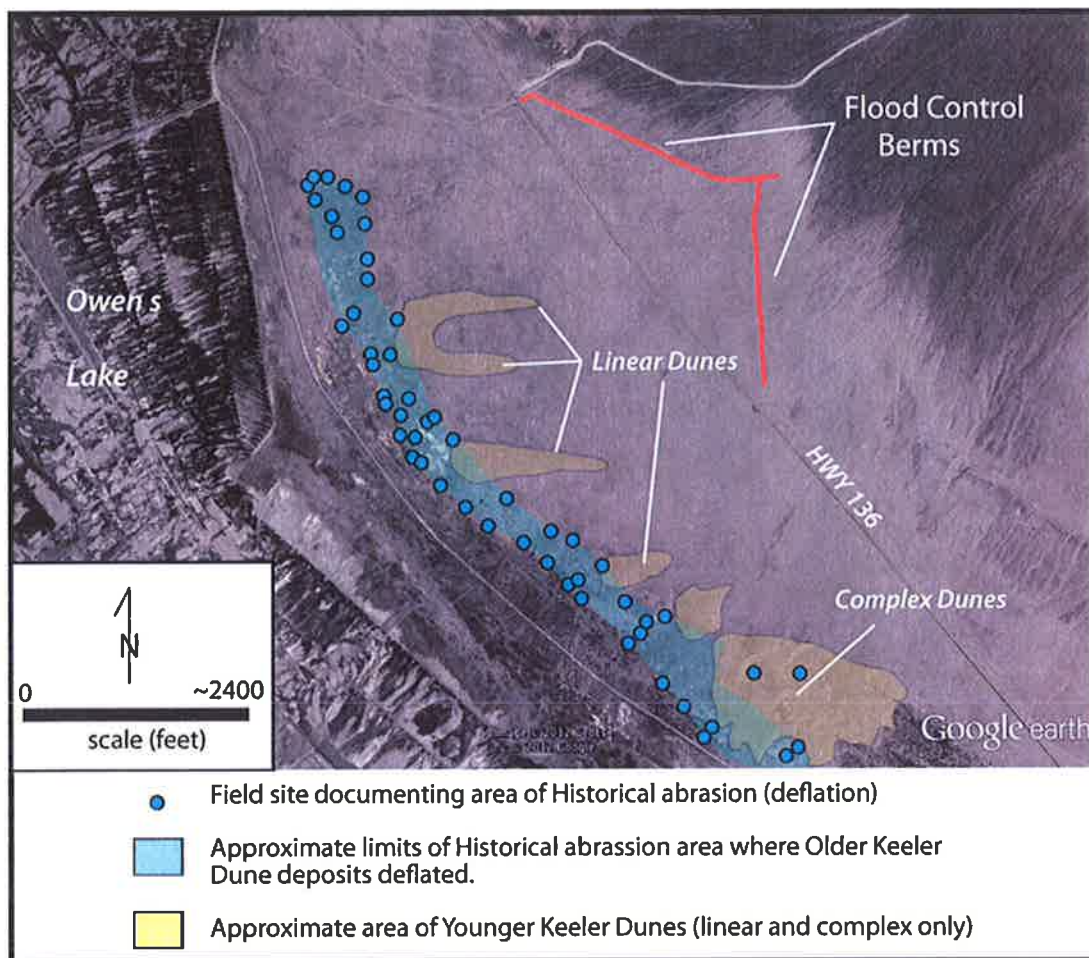 Flood Control
Berms
Owen s
Lake
Linear Dunes
HWY 136
Complex Dunes
N
0 ~2400
scale (feet)
Google earth
Field site documenting area of Historical abrasion (deflation)
Approximate limits of Historical abrassion area where Older Keeler
Dune deposits deflated.
Approximate area of Younger Keeler Dunes (linear and complex only)